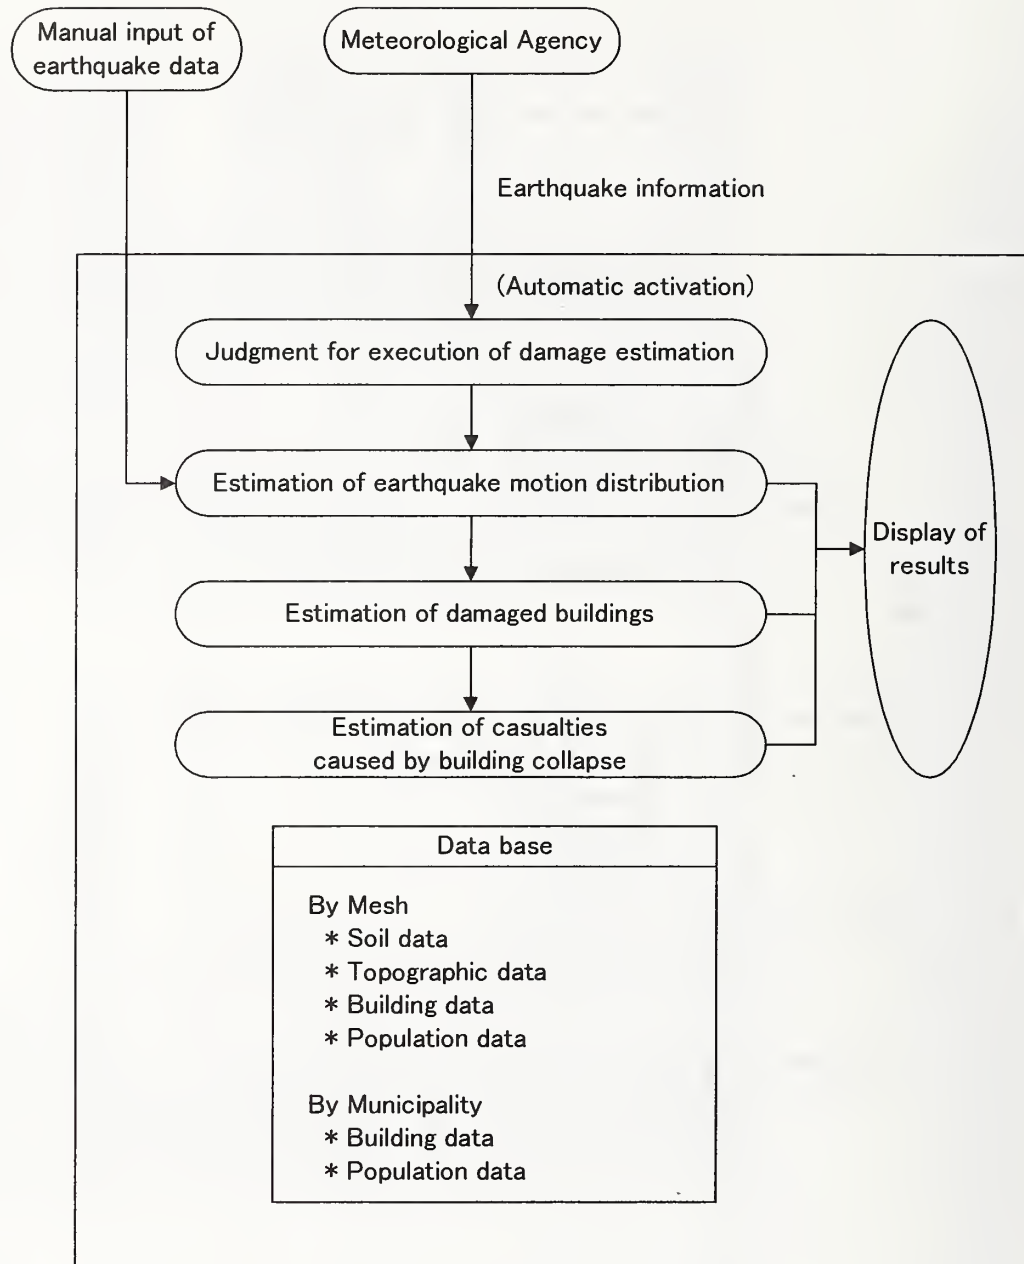 Manual input of
earthquake data
Meteorological Agency
Earthquake information
(Automatic activation)
Judgment for execution of damage estimation
Estimation of earthquake motion distribution
Display of
results
Estimation of damaged buildings
Estimation of casualties
caused by building collapse
Data base
By Mesh
* Soil data
* Topographic data
* Building data
* Population data
By Municipality
* Building data
* Population data